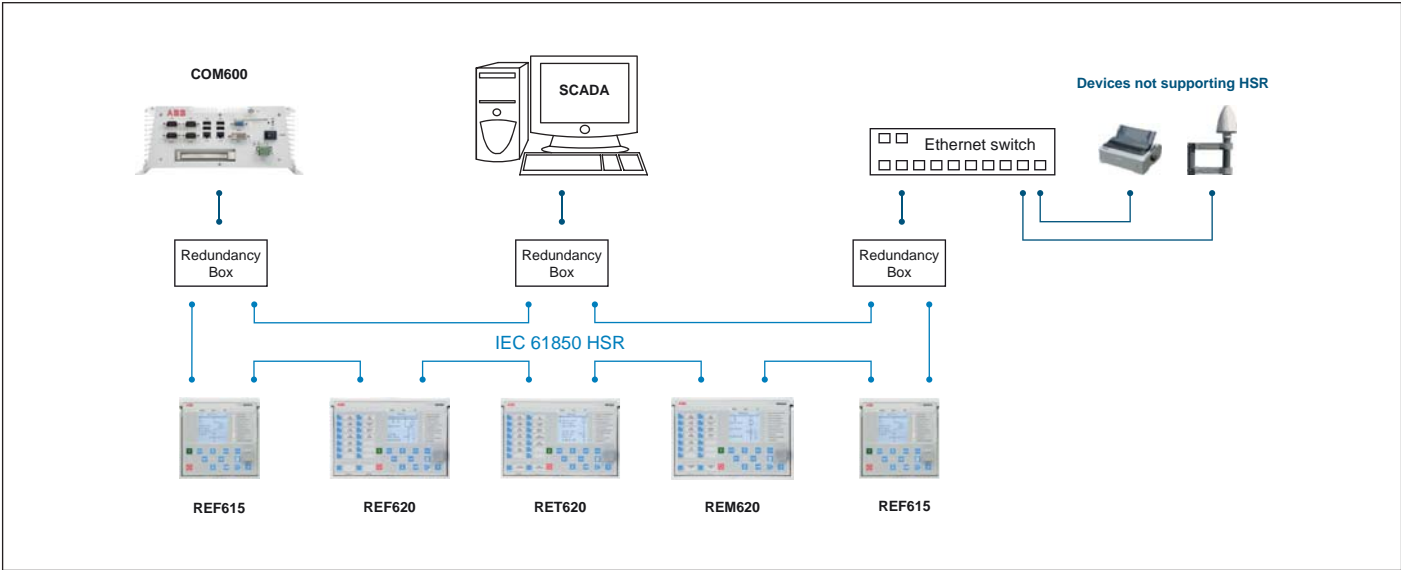 COM600
ABB
SCADA
Devices not supporting HSR
Ethernet switch
Redundancy
Box
Redundancy
Box
Redundancy
Box
IEC 61850 HSR
REF615
REF620
RET620
REM620
REF615